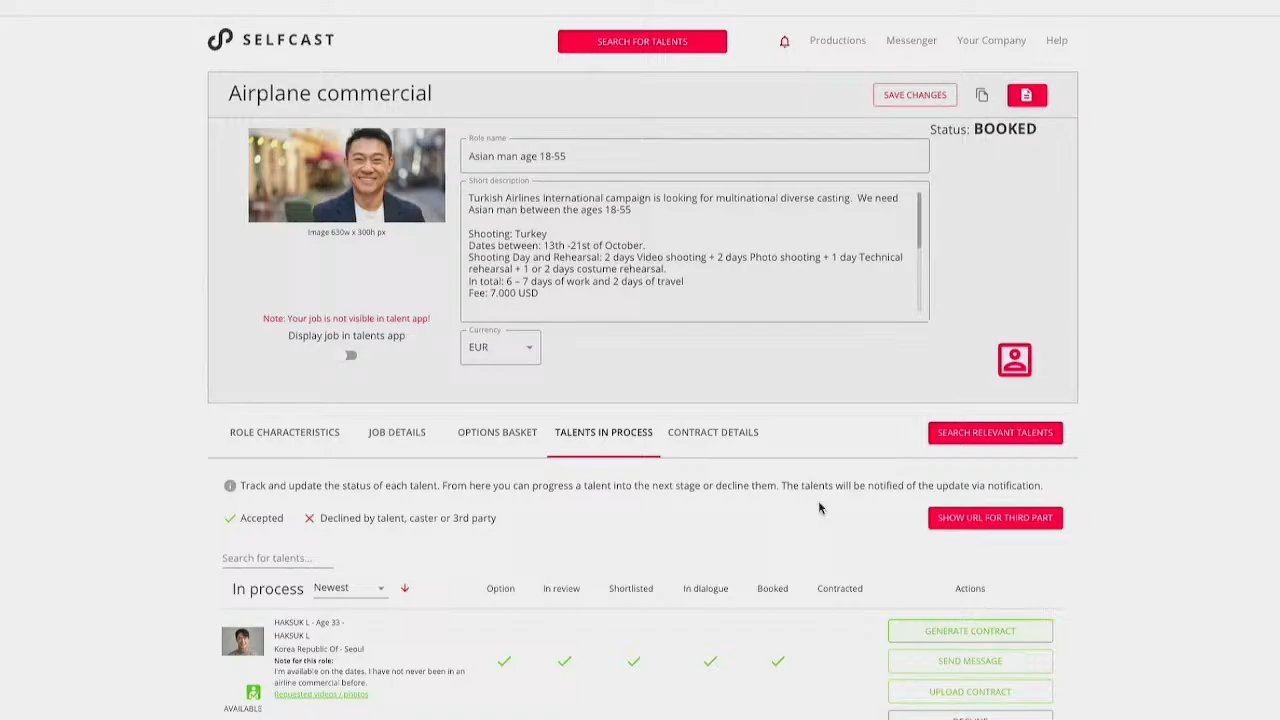 SELFCAST
SEARCH FOR TALENTS
Productions
Messenger
Your Company
Help
Airplane commercial
SAVE CHANGES
Status: BOOKED
Image 630w x 300h px
Role name
Asian man age 18-55
Short description
Turkish Airlines International campaign is looking for multinational diverse casting. We need
Asian man between the ages 18-55
Shooting: Turkey
Dates between: 13th -21st of October.
Shooting Day and Rehearsal: 2 days Video shooting + 2 days Photo shooting + 1 day Technical
rehearsal + 1 or 2 days costume rehearsal.
In total: 6 – 7 days of work and 2 days of travel
Fee: 7.000 USD
Note: Your job is not visible in talent app!
Display job in talents app
Currency
EUR
ROLE CHARACTERISTICS
JOB DETAILS
OPTIONS BASKET
TALENTS IN PROCESS
CONTRACT DETAILS
SEARCH RELEVANT TALENTS
Track and update the status of each talent. From here you can progress a talent into the next stage or decline them. The talents will be notified of the update via notification.
Accepted
Declined by talent, caster or 3rd party
SHOW URL FOR THIRD PART
Search for talents...
In process
Newest
Option
In review
Shortlisted
In dialogue
Booked
Contracted
Actions
HAKSUK L - Age 33 -
HAKSUK L
Korea Republic Of - Seoul
Note for this role:
I'm available on the dates. I have not never been in an
airline commercial before.
Requested videos / photos
AVAILABLE
GENERATE CONTRACT
SEND MESSAGE
UPLOAD CONTRACT